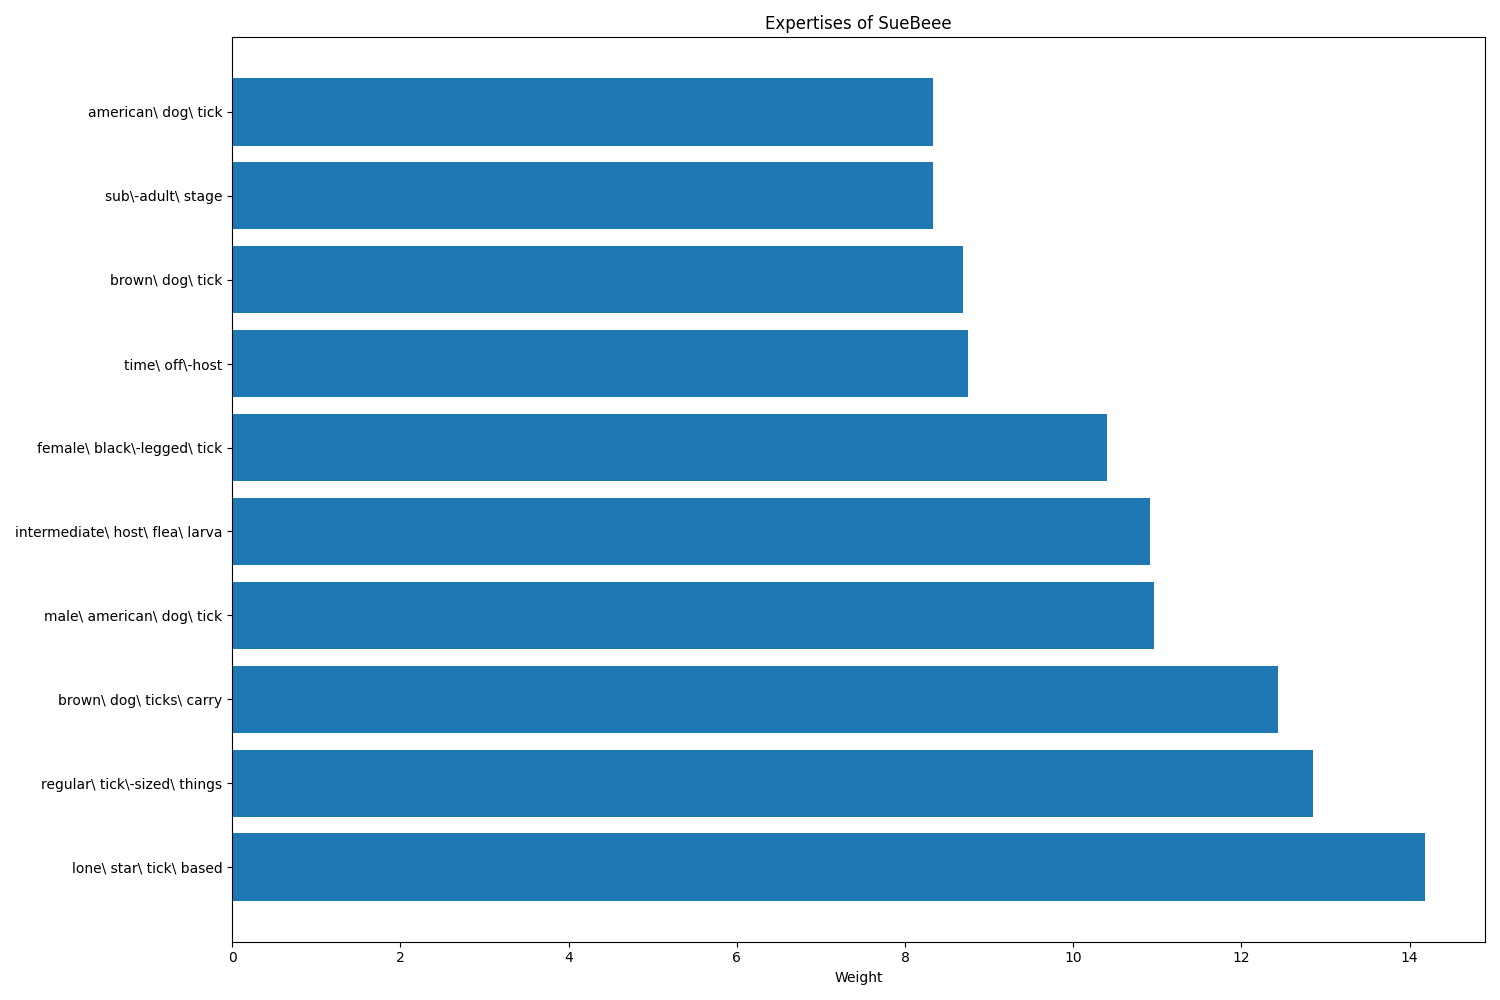 Expertises of SueBeee
american\ dog\ tick
sub\-adult\ stage
brown\ dog\ tick
time\ off\-host
female\ black\-legged\ tick
intermediate\ host\ flea\ larva
male\ american\ dog\ tick
brown\ dog\ ticks\ carry
regular\ tick\-sized\ things
lone\ star\ tick\ based
0 2 4 6 8 10 12 14
Weight